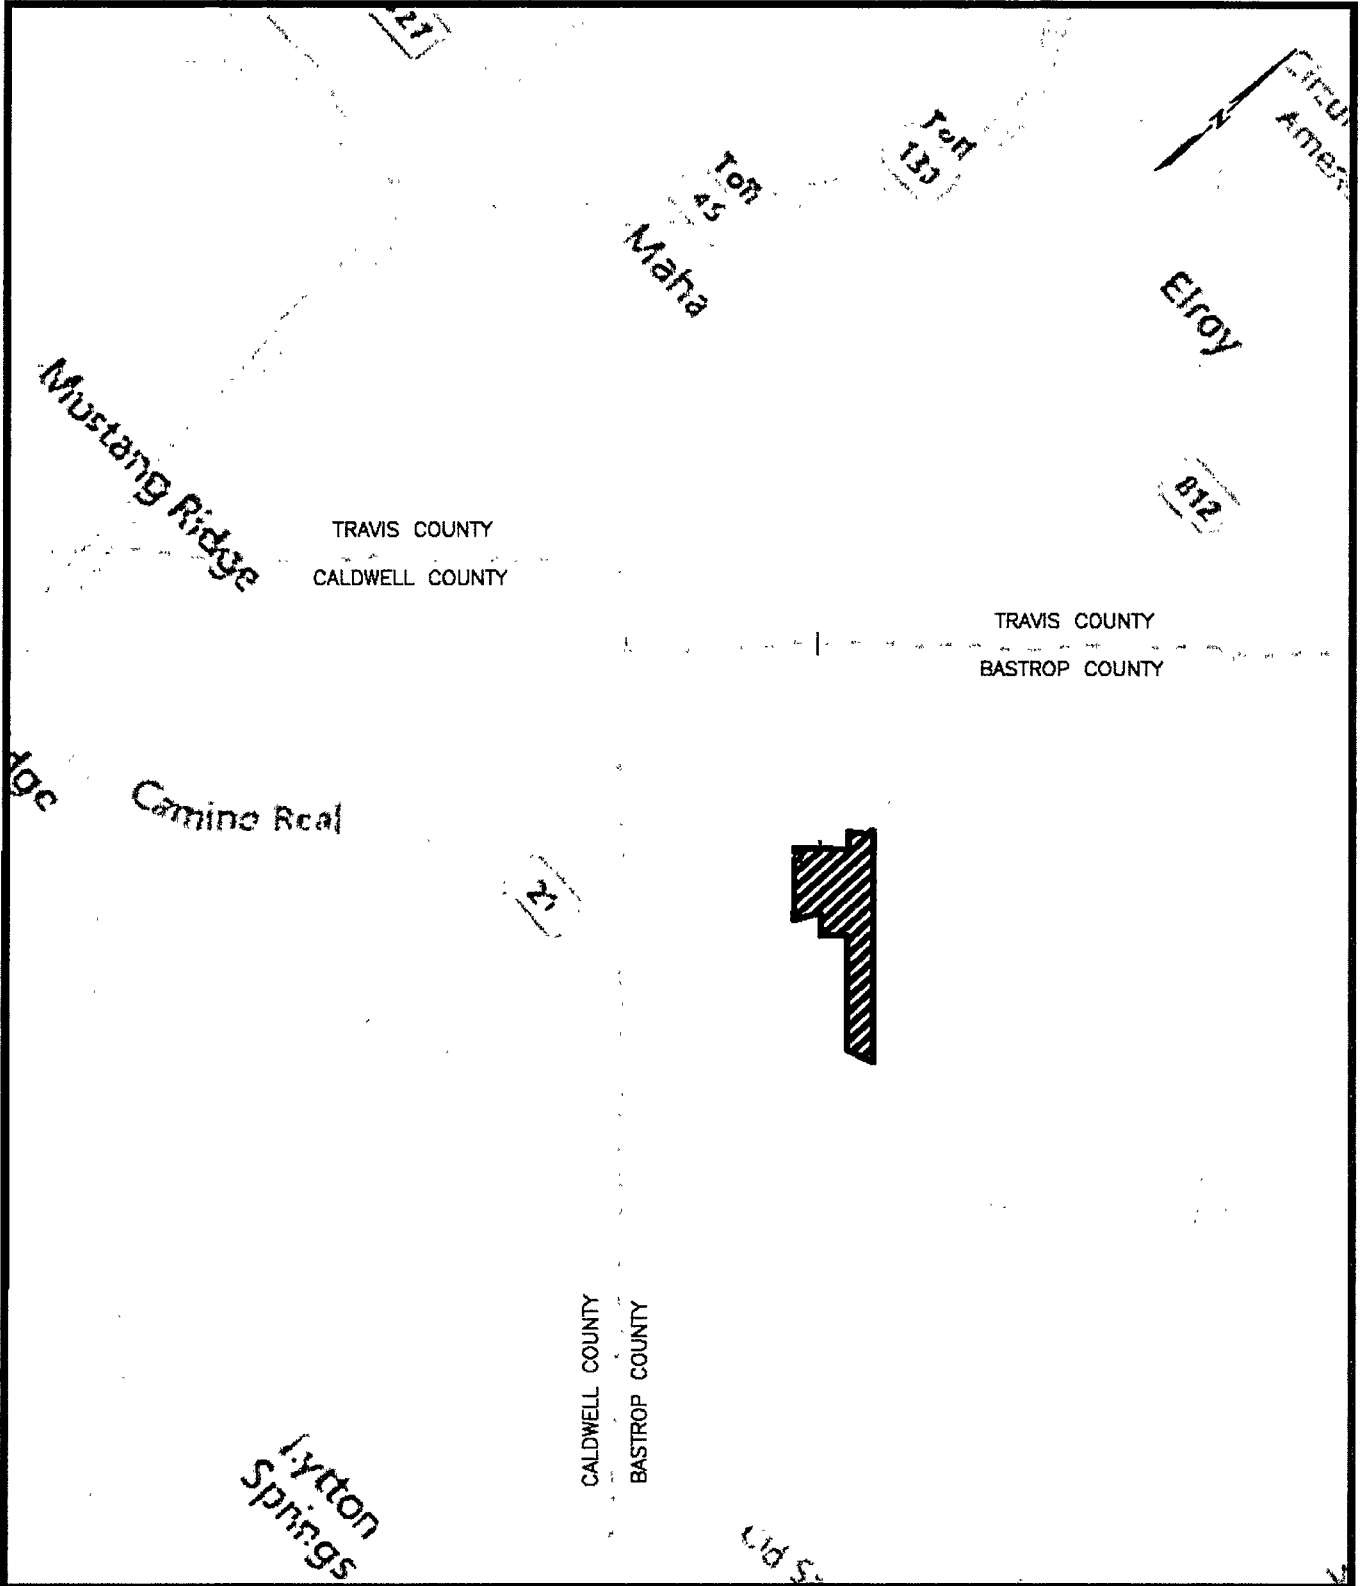 Toll
130
Toll
45
N
Maha
Elroy
Mustang Ridge
812
TRAVIS COUNTY
CALDWELL COUNTY
TRAVIS COUNTY
BASTROP COUNTY
dge
Camino Real
21
CALDWELL COUNTY
BASTROP COUNTY
Lytton
Springs